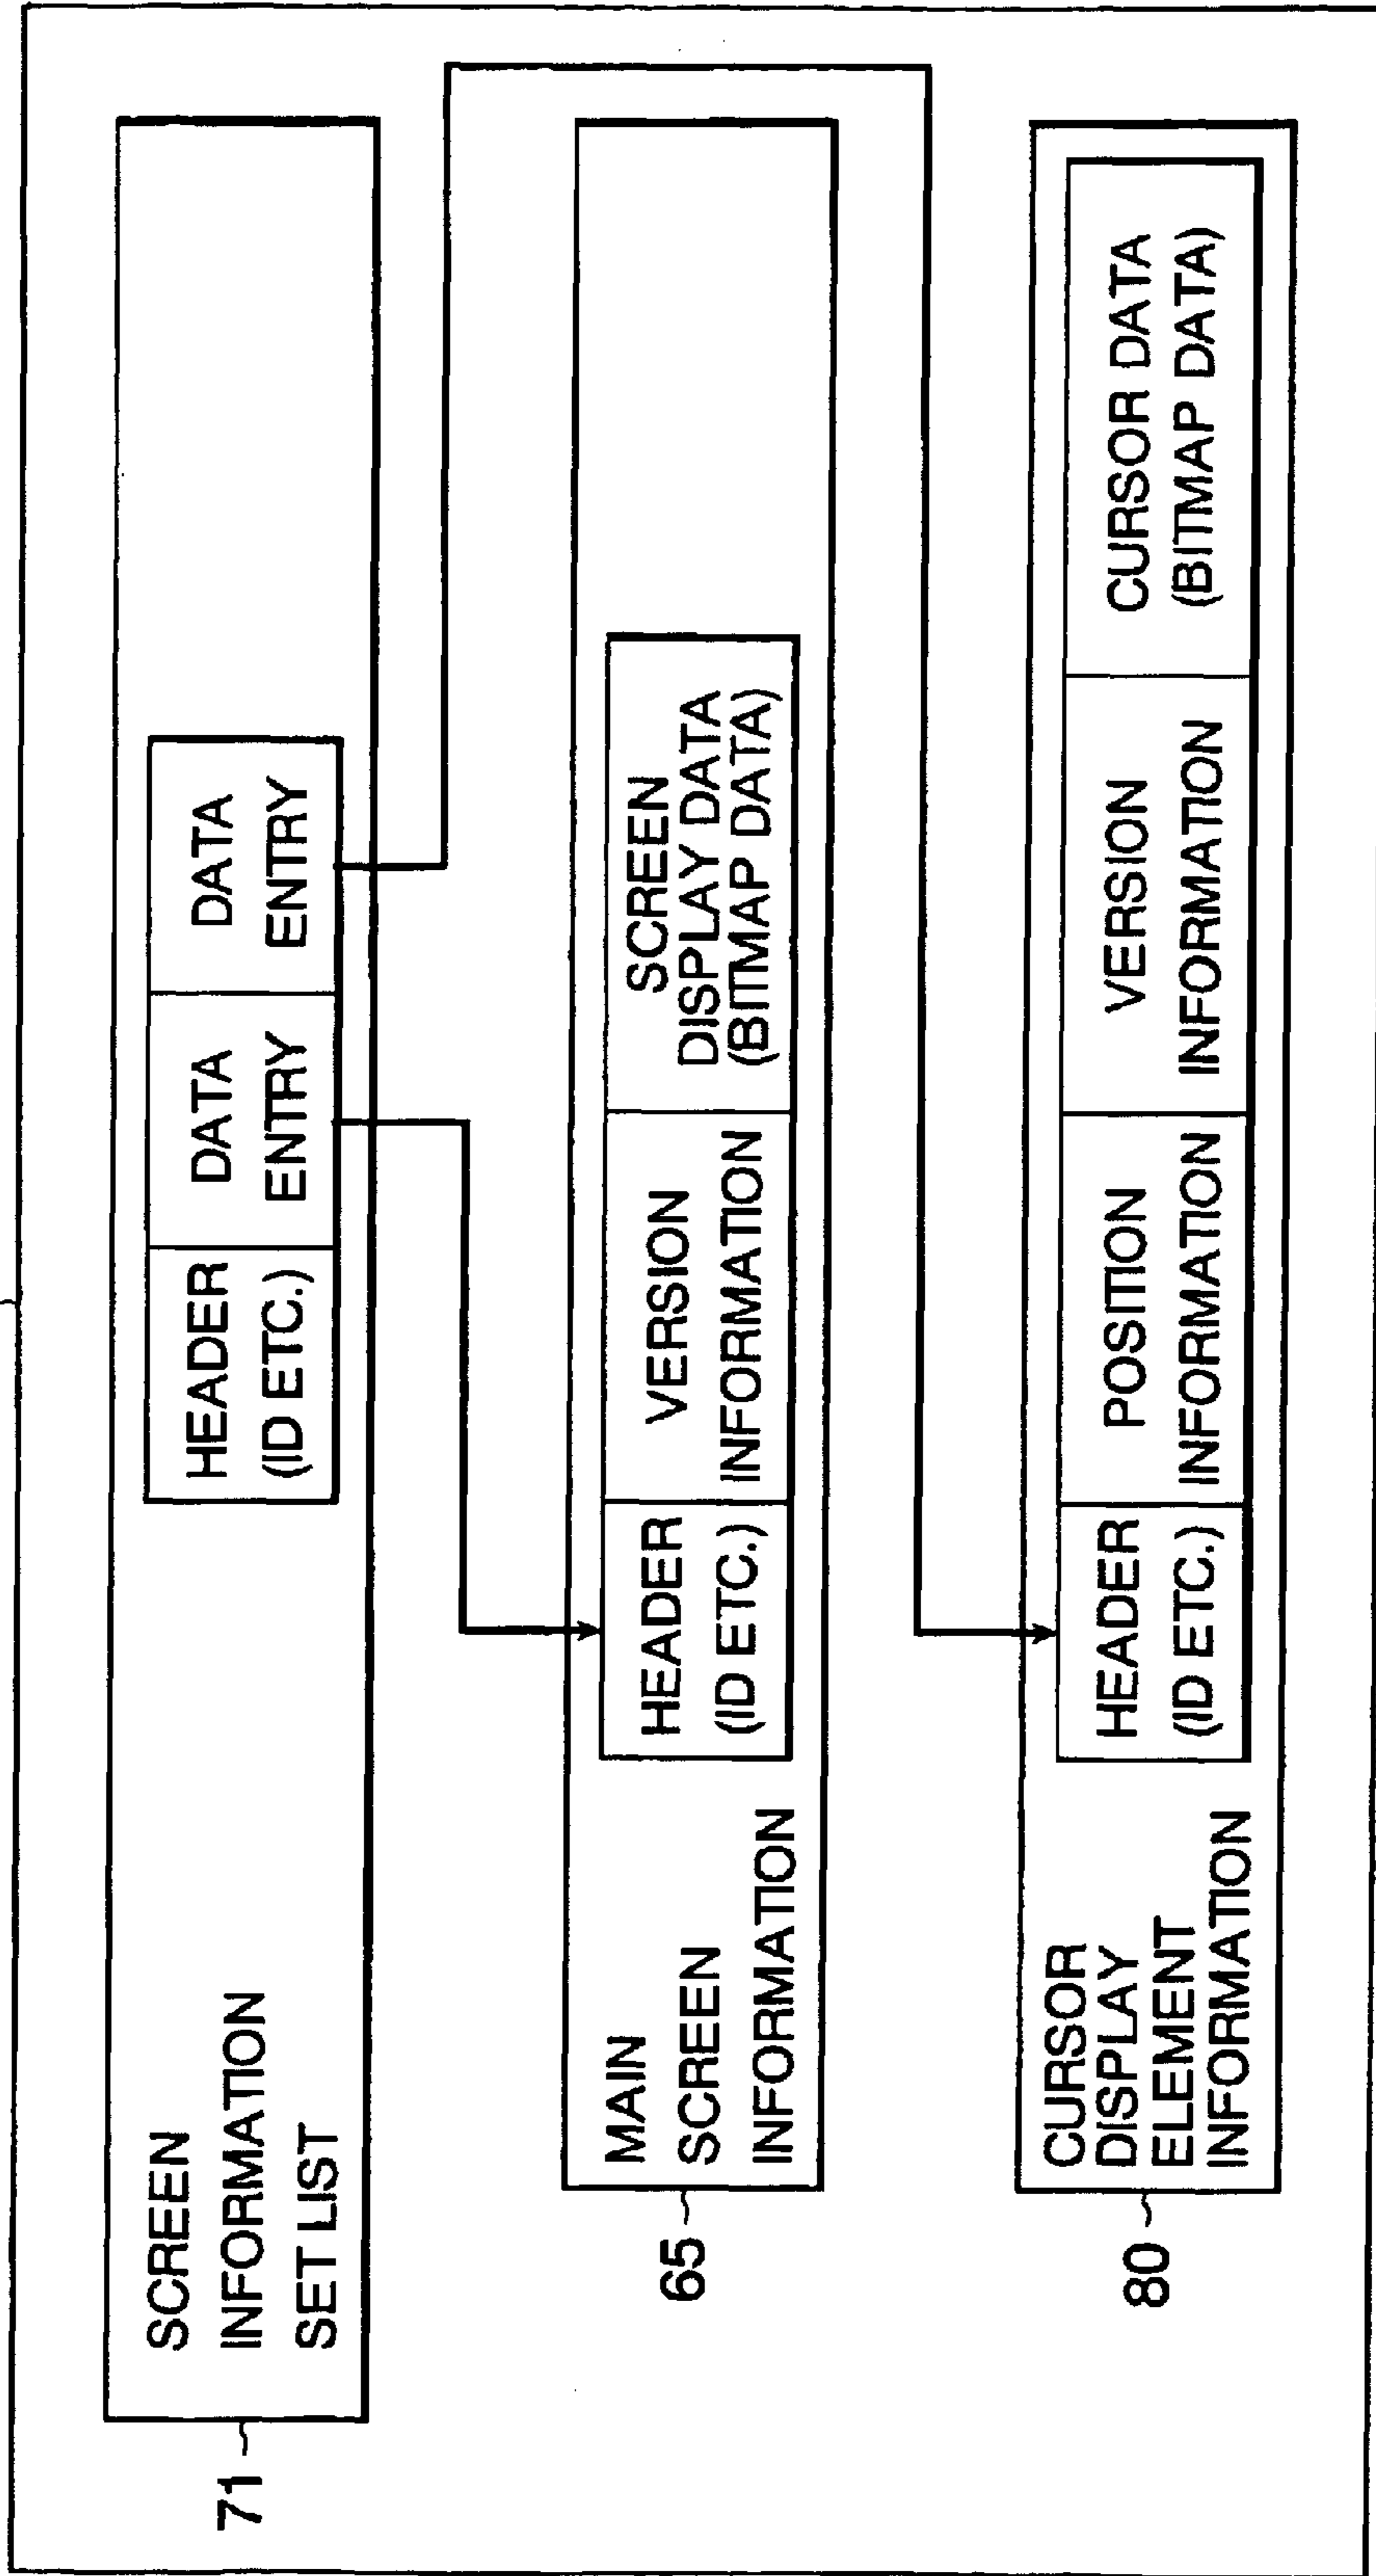 71
SCREEN
INFORMATION
SET LIST
HEADER
(ID ETC.)
DATA
ENTRY
DATA
ENTRY
65
MAIN
SCREEN
INFORMATION
HEADER
(ID ETC.)
VERSION
INFORMATION
SCREEN
DISPLAY DATA
(BITMAP DATA)
80
CURSOR
DISPLAY
ELEMENT
INFORMATION
HEADER
(ID ETC.)
POSITION
INFORMATION
VERSION
INFORMATION
CURSOR DATA
(BITMAP DATA)